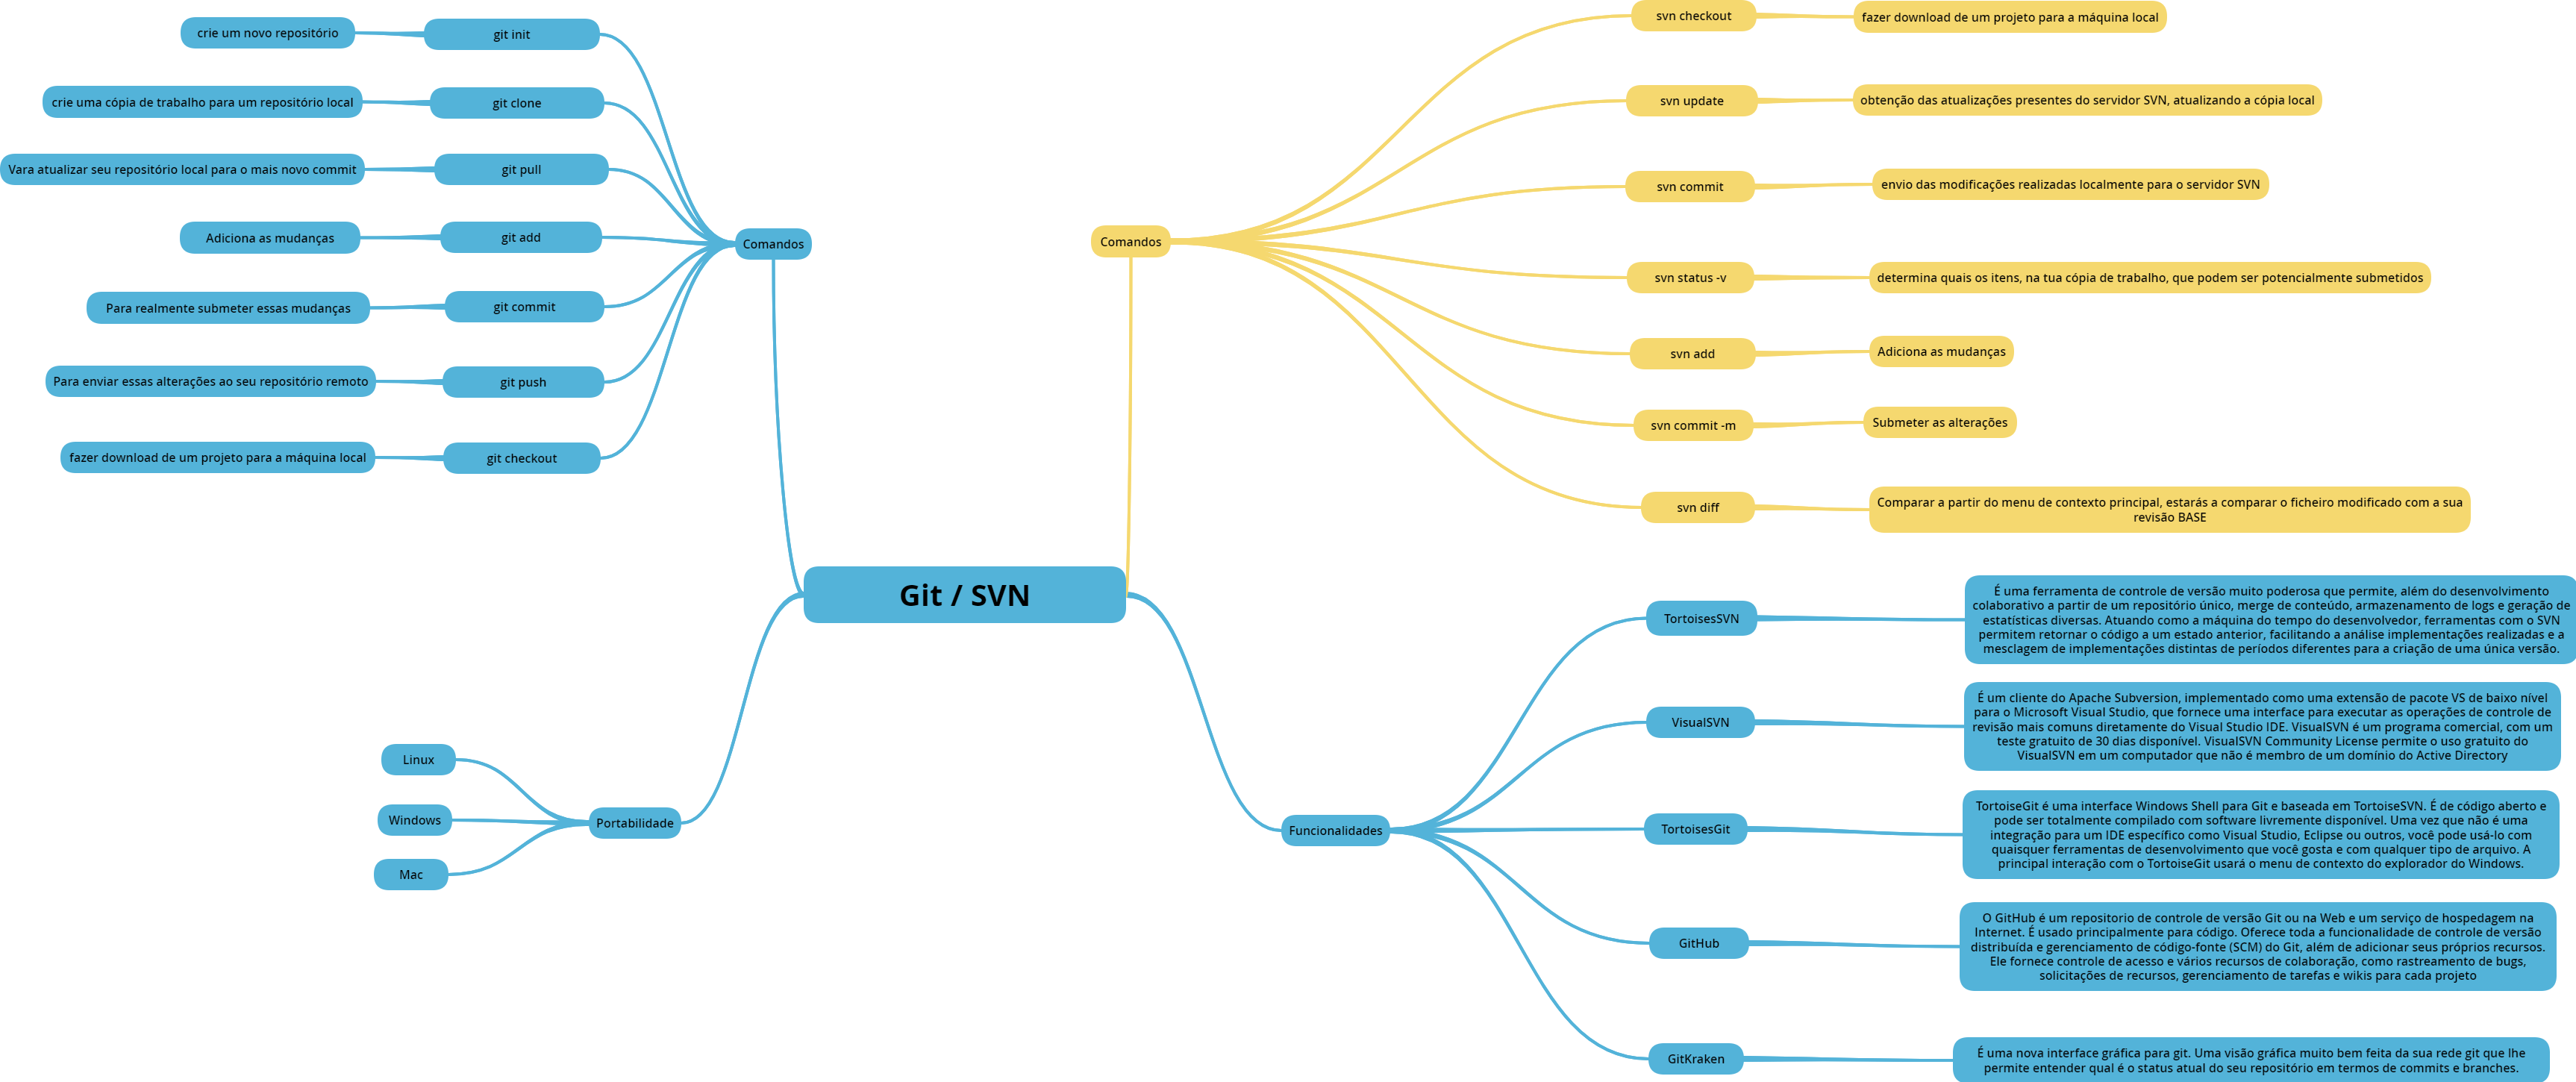 Git / SVN
Comandos
git init
crie um novo repositório
git clone
crie uma cópia de trabalho para um repositório local
git pull
Vara atualizar seu repositório local para o mais novo commit
git add
Adiciona as mudanças
git commit
Para realmente submeter essas mudanças
git push
Para enviar essas alterações ao seu repositório remoto
git checkout
fazer download de um projeto para a máquina local
Portabilidade
Linux
Windows
Mac
Comandos
svn checkout
fazer download de um projeto para a máquina local
svn update
obtenção das atualizações presentes do servidor SVN, atualizando a cópia local
svn commit
envio das modificações realizadas localmente para o servidor SVN
svn status -v
determina quais os itens, na tua cópia de trabalho, que podem ser potencialmente submetidos
svn add
Adiciona as mudanças
svn commit -m
Submeter as alterações
svn diff
Comparar a partir do menu de contexto principal, estarás a comparar o ficheiro modificado com a sua
revisão BASE
Funcionalidades
TortoisesSVN
É uma ferramenta de controle de versão muito poderosa que permite, além do desenvolvimento
colaborativo a partir de um repositório único, merge de conteúdo, armazenamento de logs e geração de
estatísticas diversas. Atuando como a máquina do tempo do desenvolvedor, ferramentas com o SVN
permitem retornar o código a um estado anterior, facilitando a análise implementações realizadas e a
mesclagem de implementações distintas de períodos diferentes para a criação de uma única versão.
VisualSVN
É um cliente do Apache Subversion, implementado como uma extensão de pacote VS de baixo nível
para o Microsoft Visual Studio, que fornece uma interface para executar as operações de controle de
revisão mais comuns diretamente do Visual Studio IDE. VisualSVN é um programa comercial, com um
teste gratuito de 30 dias disponível. VisualSVN Community License permite o uso gratuito do
VisualSVN em um computador que não é membro de um domínio do Active Directory
TortoisesGit
TortoiseGit é uma interface Windows Shell para Git e baseada em TortoiseSVN. É de código aberto e
pode ser totalmente compilado com software livremente disponível. Uma vez que não é uma
integração para um IDE específico como Visual Studio, Eclipse ou outros, você pode usá-lo com
quaisquer ferramentas de desenvolvimento que você gosta e com qualquer tipo de arquivo. A
principal interação com o TortoiseGit usará o menu de contexto do explorador do Windows.
GitHub
O GitHub é um repositorio de controle de versão Git ou na Web e um serviço de hospedagem na
Internet. É usado principalmente para código. Oferece toda a funcionalidade de controle de versão
distribuída e gerenciamento de código-fonte (SCM) do Git, além de adicionar seus próprios recursos.
Ele fornece controle de acesso e vários recursos de colaboração, como rastreamento de bugs,
solicitações de recursos, gerenciamento de tarefas e wikis para cada projeto
GitKraken
É uma nova interface gráfica para git. Uma visão gráfica muito bem feita da sua rede git que lhe
permite entender qual é o status atual do seu repositório em termos de commits e branches.